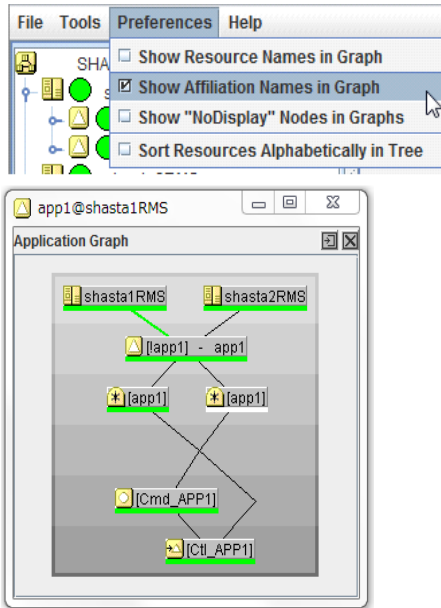 File Tools Preferences Help
SHA
Show Resource Names in Graph
Show Affiliation Names in Graph
Show "NoDisplay" Nodes in Graphs
Sort Resources Alphabetically in Tree
app1@shasta1RMS
Application Graph
shasta1RMS shasta2RMS
[!app1] - app1
[app1] [app1]
[Cmd_APP1]
[Ctl_APP1]